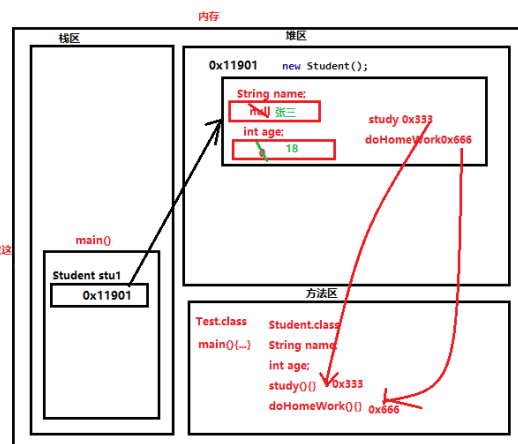 内存
栈区
堆区
0x11901 new Student();
String name;
null 张三
int age;
0 18
study 0x333
doHomeWork0x666
main()
这
Student stu1
0x11901
方法区
Test.class
main(){...}
Student.class
String name;
int age;
study(){} 0x333
doHomeWork(){} 0x666